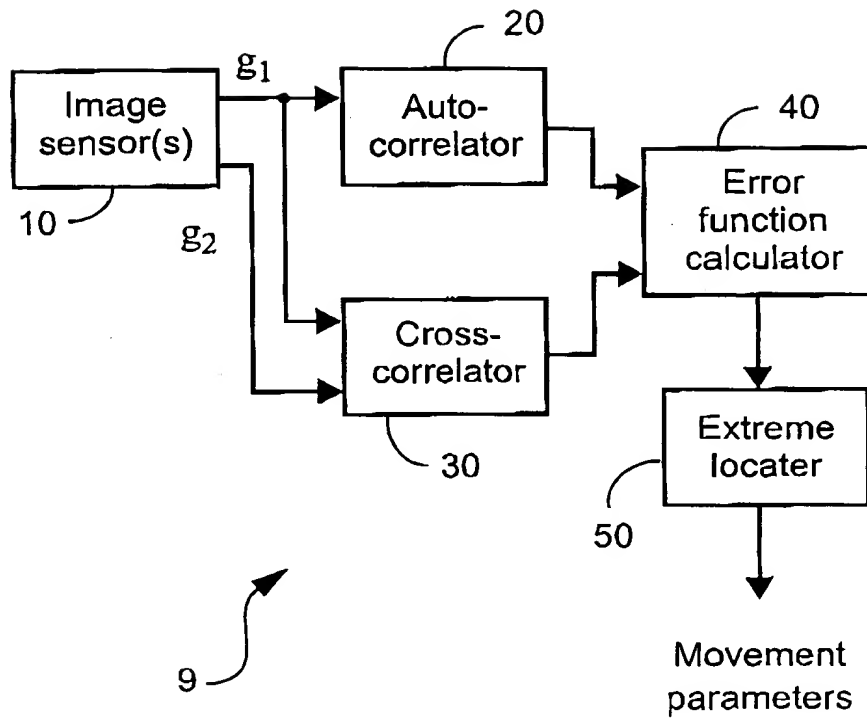 20
g1
Image
sensor(s)
Auto-
correlator
40
10
Error
function
calculator
g2
Cross-
correlator
30
Extreme
locater
50
9
Movement
parameters